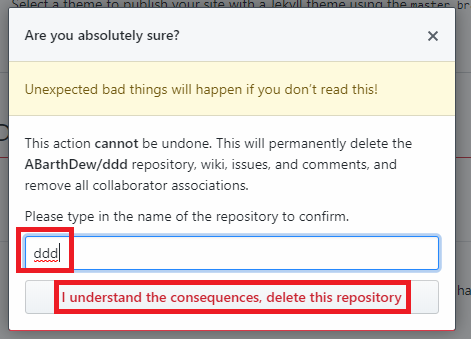 Select a theme to publish your site with a Jekyll theme using the master br
Are you absolutely sure?
Unexpected bad things will happen if you don't read this!
This action cannot be undone. This will permanently delete the
ABarthDew/ddd repository, wiki, issues, and comments, and
remove all collaborator associations.
Please type in the name of the repository to confirm.
ddd
I understand the consequences, delete this repository